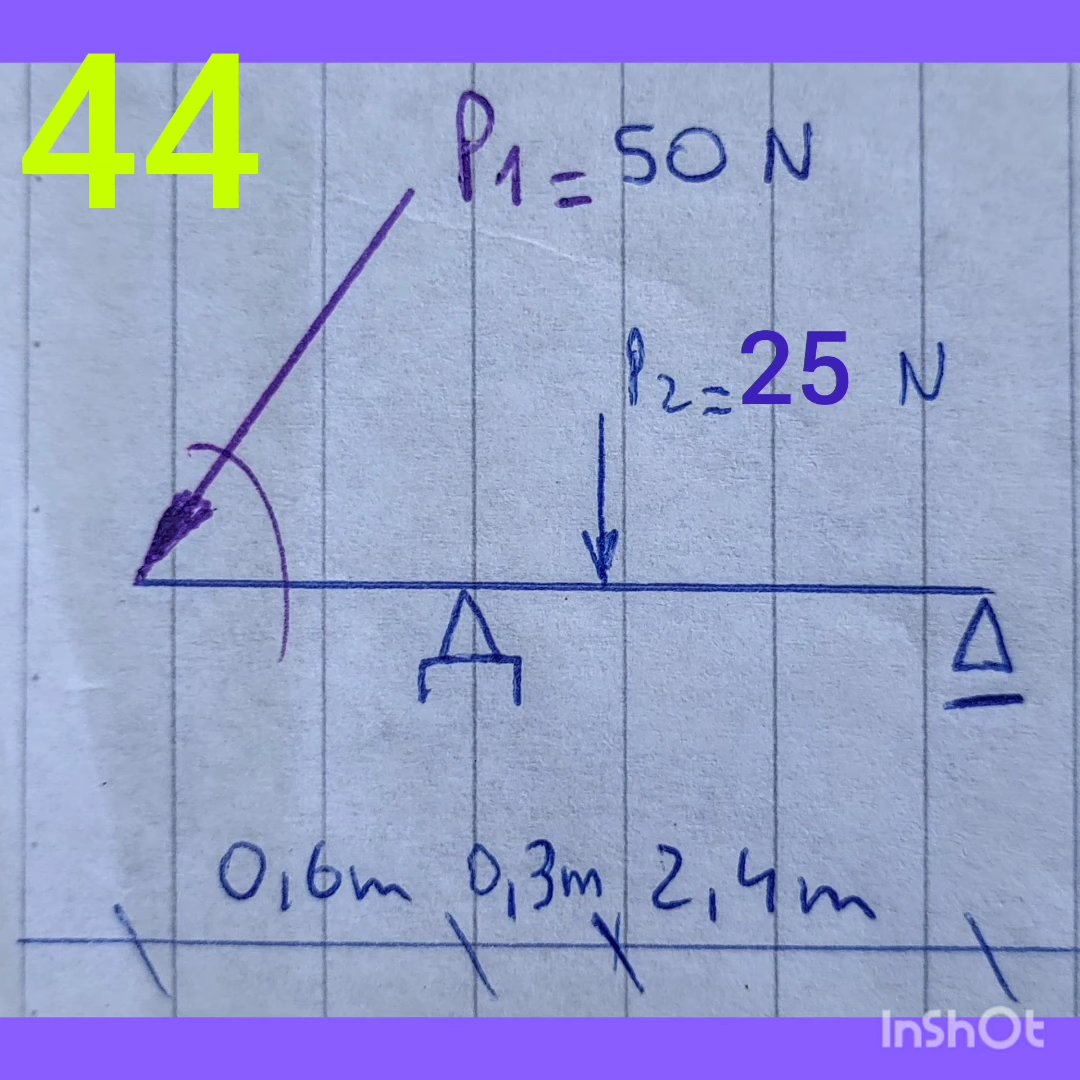 44
P1 = 50 N
P2 = 25 N
0,6m 0,3m 2,4m
InShOt